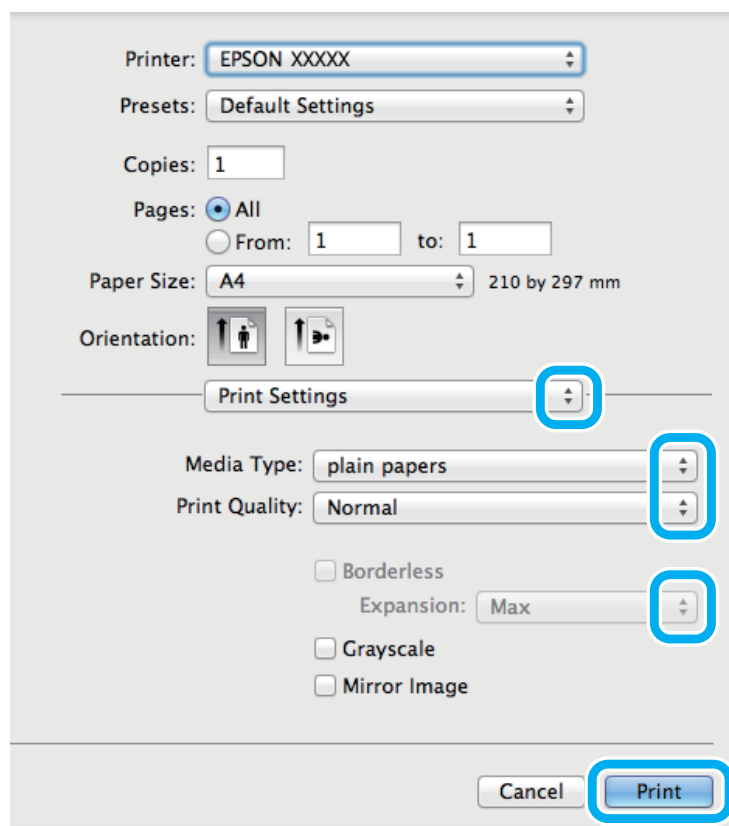 Printer: EPSON XXXXX
Presets: Default Settings
Copies: 1
Pages: All
From: 1 to: 1
Paper Size: A4 210 by 297 mm
Orientation:
Print Settings
Media Type: plain papers
Print Quality: Normal
Borderless
Expansion: Max
Grayscale
Mirror Image
Cancel Print